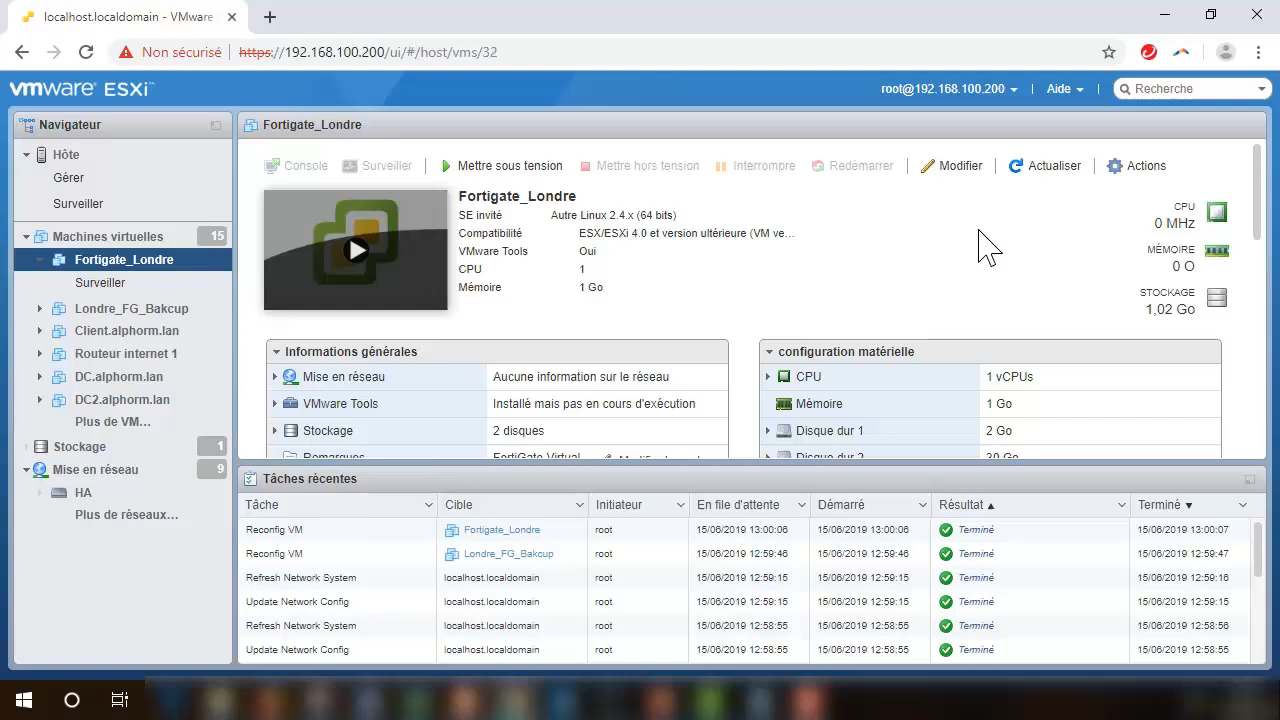 localhost.localdomain - VMware
Non sécurisé https://192.168.100.200/ui/#/host/vms/32
vmware ESXi root@192.168.100.200 Aide Recherche
Navigateur
Hôte
Gérer
Surveiller
Machines virtuelles 15
Fortigate_Londre
Surveiller
Londre_FG_Bakcup
Client.alphorm.lan
Routeur internet 1
DC.alphorm.lan
DC2.alphorm.lan
Plus de VM...
Stockage 1
Mise en réseau 9
HA
Plus de réseaux...
Fortigate_Londre
Console Surveiller Mettre sous tension Mettre hors tension Interrompre Redémarrer Modifier Actualiser Actions
Fortigate_Londre
SE invité Autre Linux 2.4.x (64 bits)
Compatibilité ESX/ESXi 4.0 et version ultérieure (VM ve...
VMware Tools Oui
CPU 1
Mémoire 1 Go
CPU
0 MHz
MÉMOIRE
0 O
STOCKAGE
1,02 Go
Informations générales
Mise en réseau Aucune information sur le réseau
VMware Tools Installé mais pas en cours d'exécution
Stockage 2 disques
Remarques FortiGate Virtual
configuration matérielle
CPU 1 vCPUs
Mémoire 1 Go
Disque dur 1 2 Go
Disque dur 2 30 Go
Tâches récentes
Tâche Cible Initiateur En file d'attente Démarré Résultat Terminé
Reconfig VM Fortigate_Londre root 15/06/2019 13:00:06 15/06/2019 13:00:06 Terminé 15/06/2019 13:00:07
Reconfig VM Londre_FG_Bakcup root 15/06/2019 12:59:46 15/06/2019 12:59:46 Terminé 15/06/2019 12:59:47
Refresh Network System localhost.localdomain root 15/06/2019 12:59:15 15/06/2019 12:59:15 Terminé 15/06/2019 12:59:16
Update Network Config localhost.localdomain root 15/06/2019 12:59:15 15/06/2019 12:59:15 Terminé 15/06/2019 12:59:15
Refresh Network System localhost.localdomain root 15/06/2019 12:58:55 15/06/2019 12:58:55 Terminé 15/06/2019 12:58:56
Update Network Config localhost.localdomain root 15/06/2019 12:58:55 15/06/2019 12:58:55 Terminé 15/06/2019 12:58:55